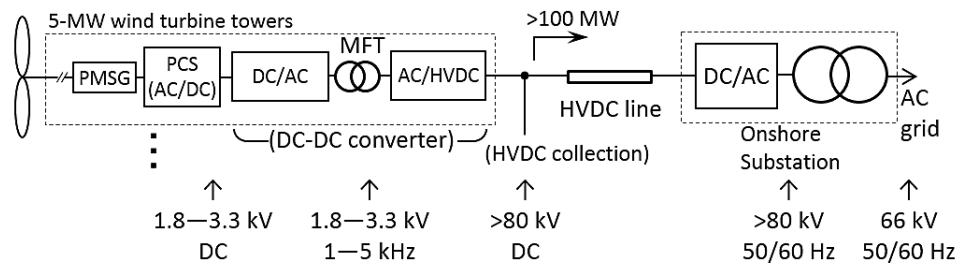 5-MW wind turbine towers
>100 MW
MFT
PMSG
PCS
(AC/DC)
DC/AC
AC/HVDC
DC/AC
HVDC line
AC
grid
(DC-DC converter)
(HVDC collection)
Onshore
Substation
1.8—3.3 kV
DC
1.8—3.3 kV
1—5 kHz
>80 kV
DC
>80 kV
50/60 Hz
66 kV
50/60 Hz